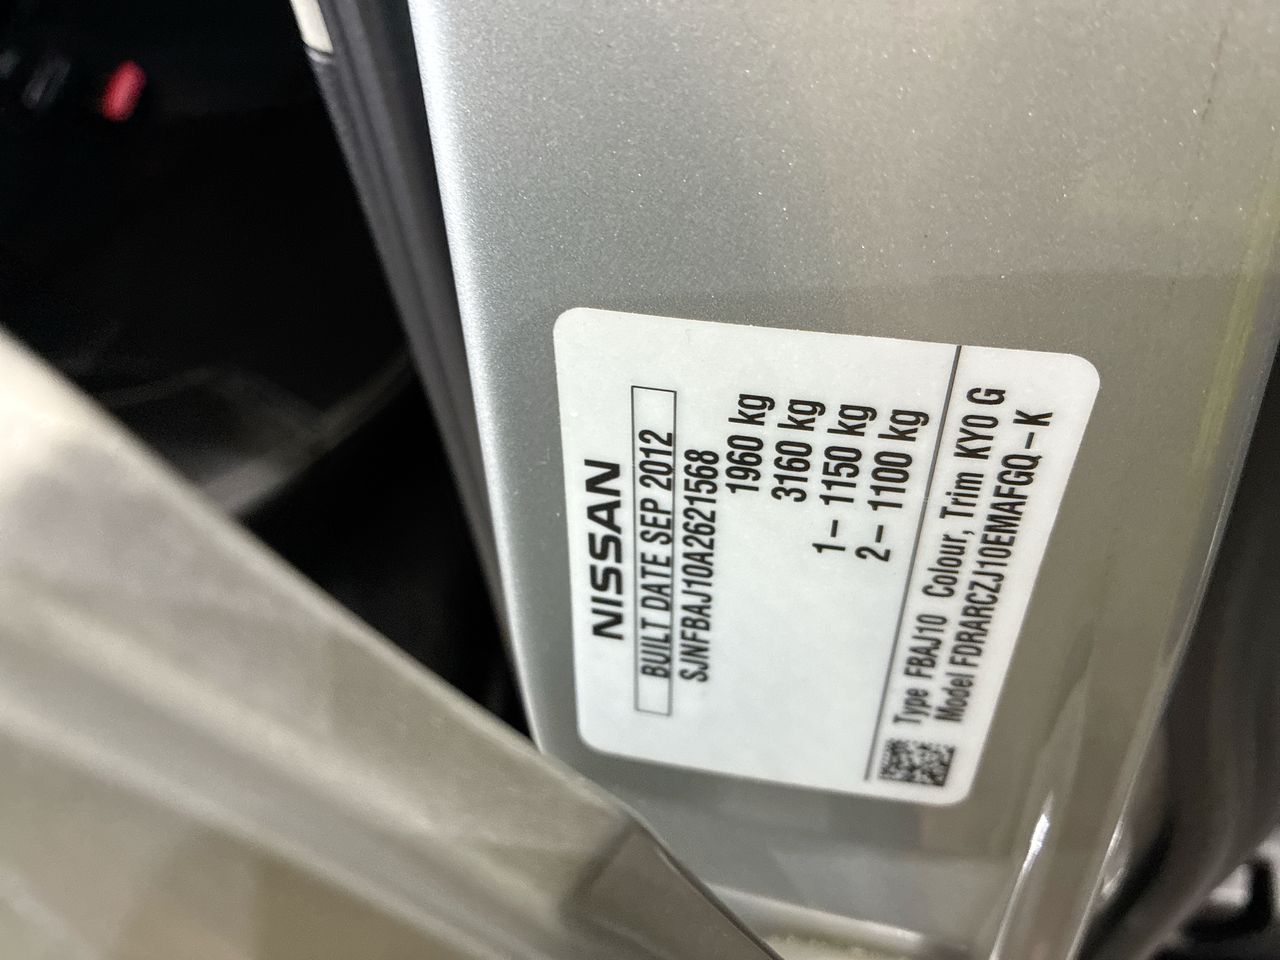 NISSAN
BUILT DATE SEP 2012
SJNFBAJ10A2621568
1960 kg
3160 kg
1– 1150 kg
2– 1100 kg
Type FBAJ10 Colour, Trim KY0 G
Model FDRARCZJ10EMAFGQ – K